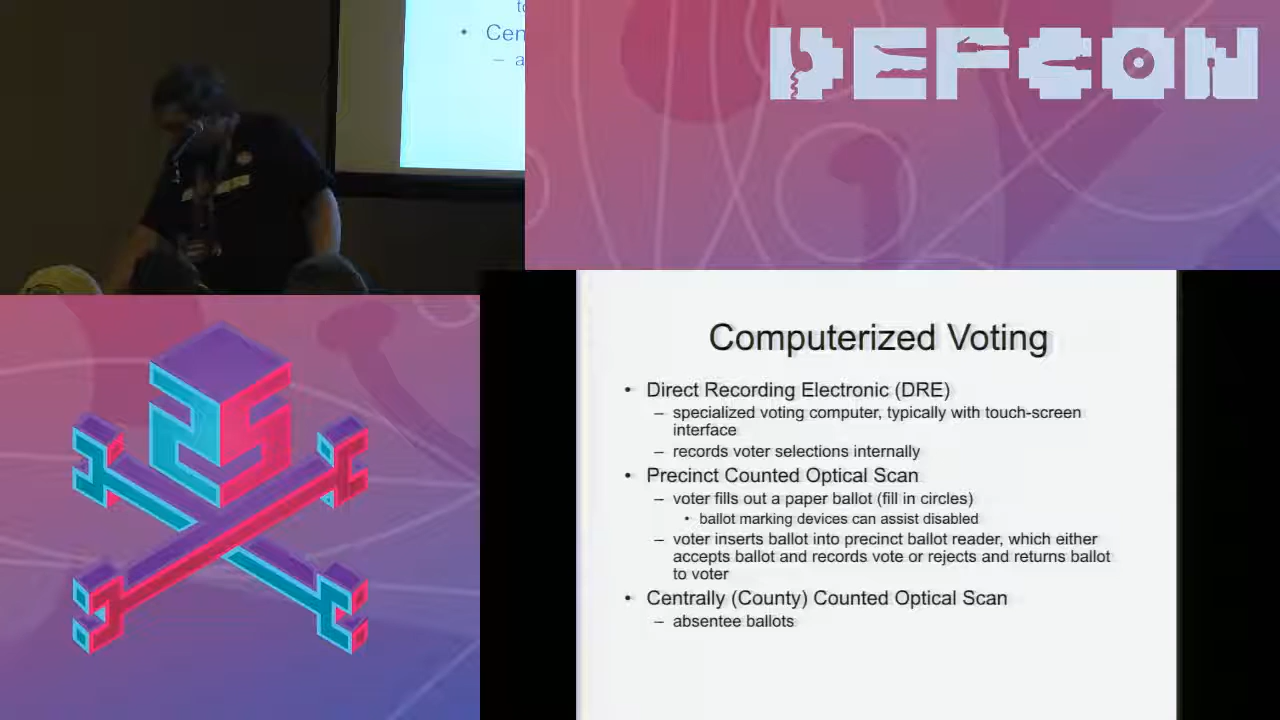 to
• Cen
– a
DEFCON
25
Computerized Voting
• Direct Recording Electronic (DRE)
– specialized voting computer, typically with touch-screen
interface
– records voter selections internally
• Precinct Counted Optical Scan
– voter fills out a paper ballot (fill in circles)
• ballot marking devices can assist disabled
– voter inserts ballot into precinct ballot reader, which either
accepts ballot and records vote or rejects and returns ballot
to voter
• Centrally (County) Counted Optical Scan
– absentee ballots